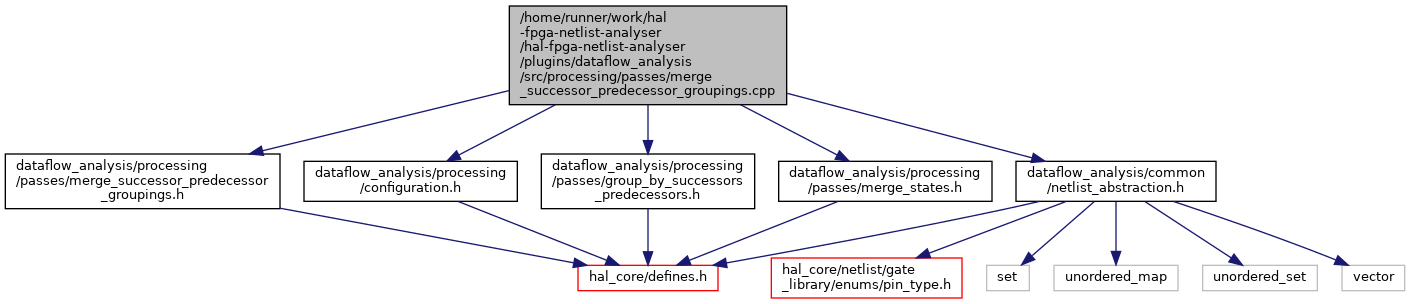 /home/runner/work/hal
-fpga-netlist-analyser
/hal-fpga-netlist-analyser
/plugins/dataflow_analysis
/src/processing/passes/merge
_successor_predecessor_groupings.cpp
dataflow_analysis/processing
/passes/merge_successor_predecessor
_groupings.h
dataflow_analysis/processing
/configuration.h
dataflow_analysis/processing
/passes/group_by_successors
_predecessors.h
dataflow_analysis/processing
/passes/merge_states.h
dataflow_analysis/common
/netlist_abstraction.h
hal_core/defines.h
hal_core/netlist/gate
_library/enums/pin_type.h
set
unordered_map
unordered_set
vector